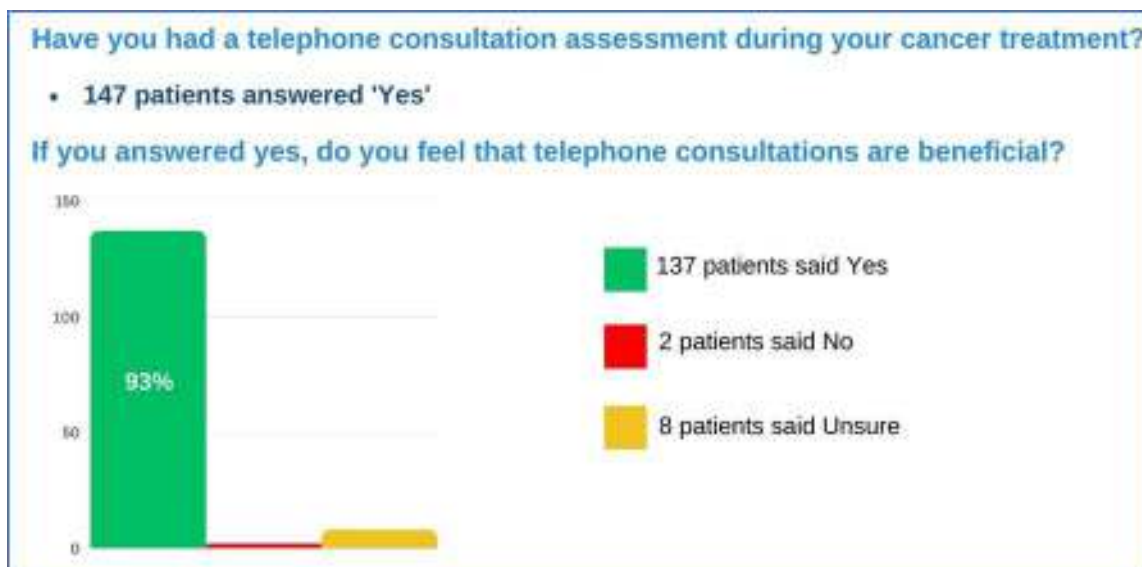 Have you had a telephone consultation assessment during your cancer treatment?
• 147 patients answered 'Yes'
If you answered yes, do you feel that telephone consultations are beneficial?
150
100
50
0
93%
137 patients said Yes
2 patients said No
8 patients said Unsure